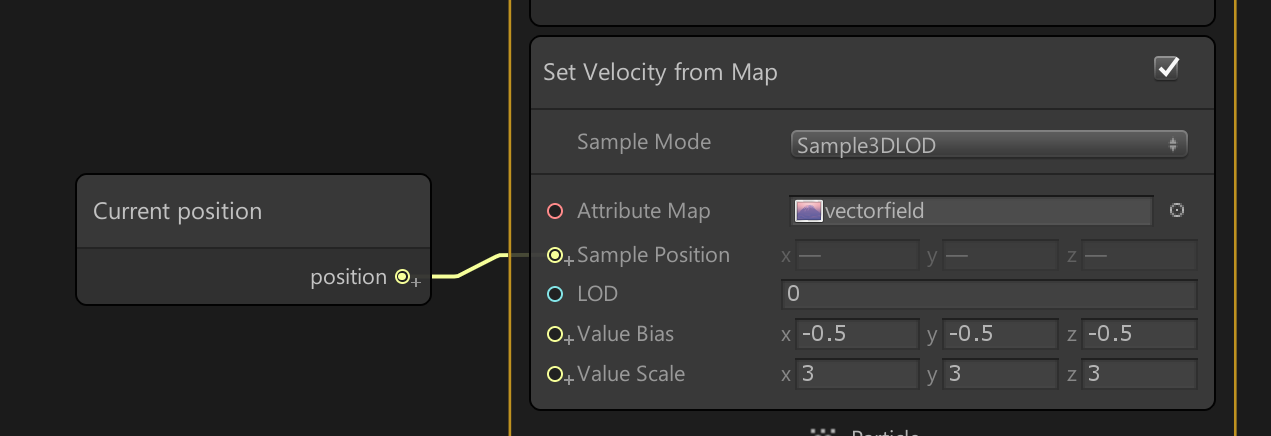 Set Velocity from Map
Sample Mode Sample3DLOD
Current position
position
Attribute Map vectorfield
Sample Position x — y — z —
LOD 0
Value Bias x -0.5 y -0.5 z -0.5
Value Scale x 3 y 3 z 3
Particle